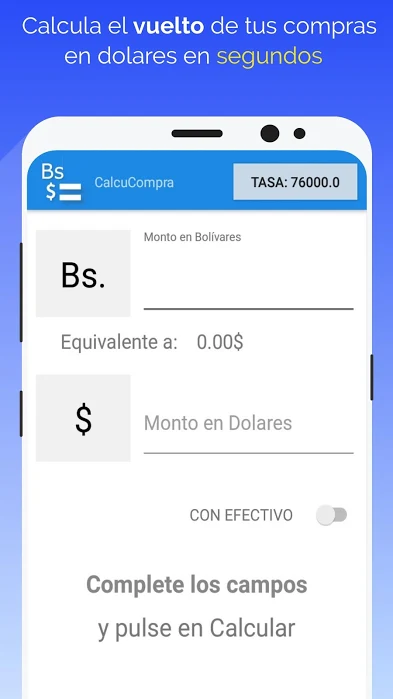 Calcula el vuelto de tus compras
en dolares en segundos
Bs
$
CalcuCompra
TASA: 76000.0
Monto en Bolívares
Bs.
Equivalente a: 0.00$
$
Monto en Dolares
CON EFECTIVO
Complete los campos
y pulse en Calcular